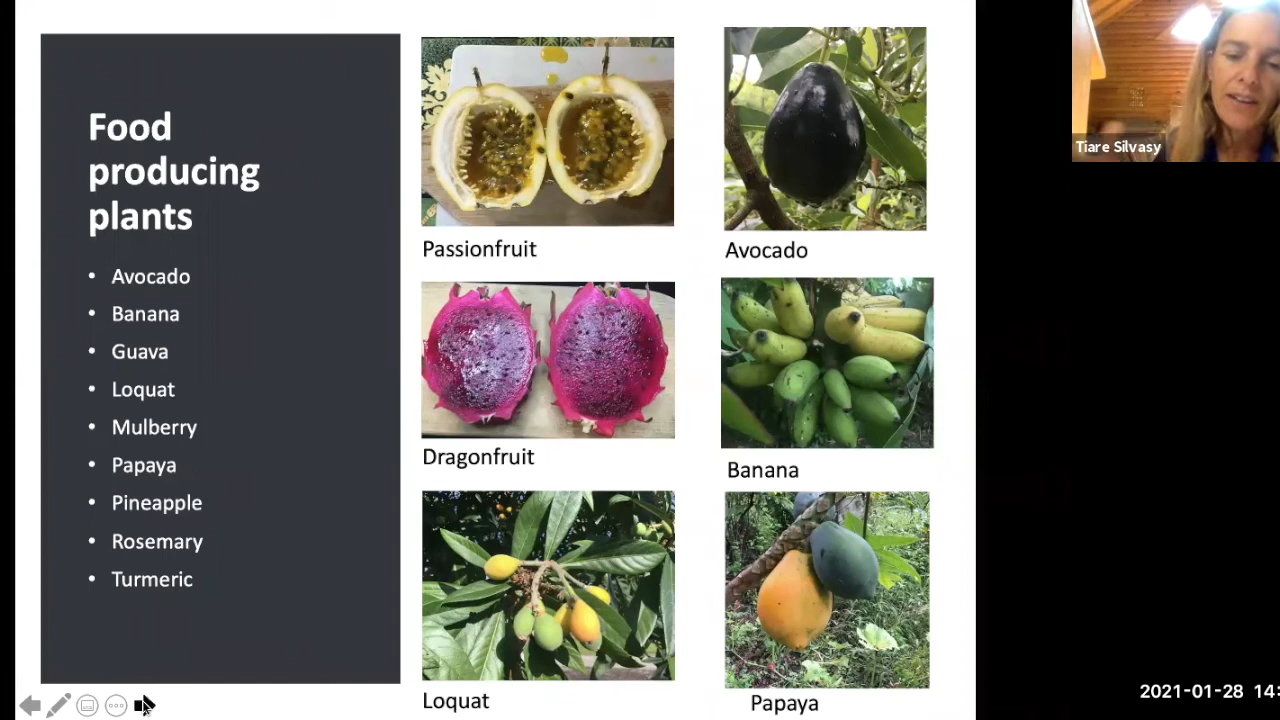 Food
producing
plants
• Avocado
• Banana
• Guava
• Loquat
• Mulberry
• Papaya
• Pineapple
• Rosemary
• Turmeric
Passionfruit
Avocado
Dragonfruit
Banana
Loquat
Papaya
Tiare Silvasy
2021-01-28 14: